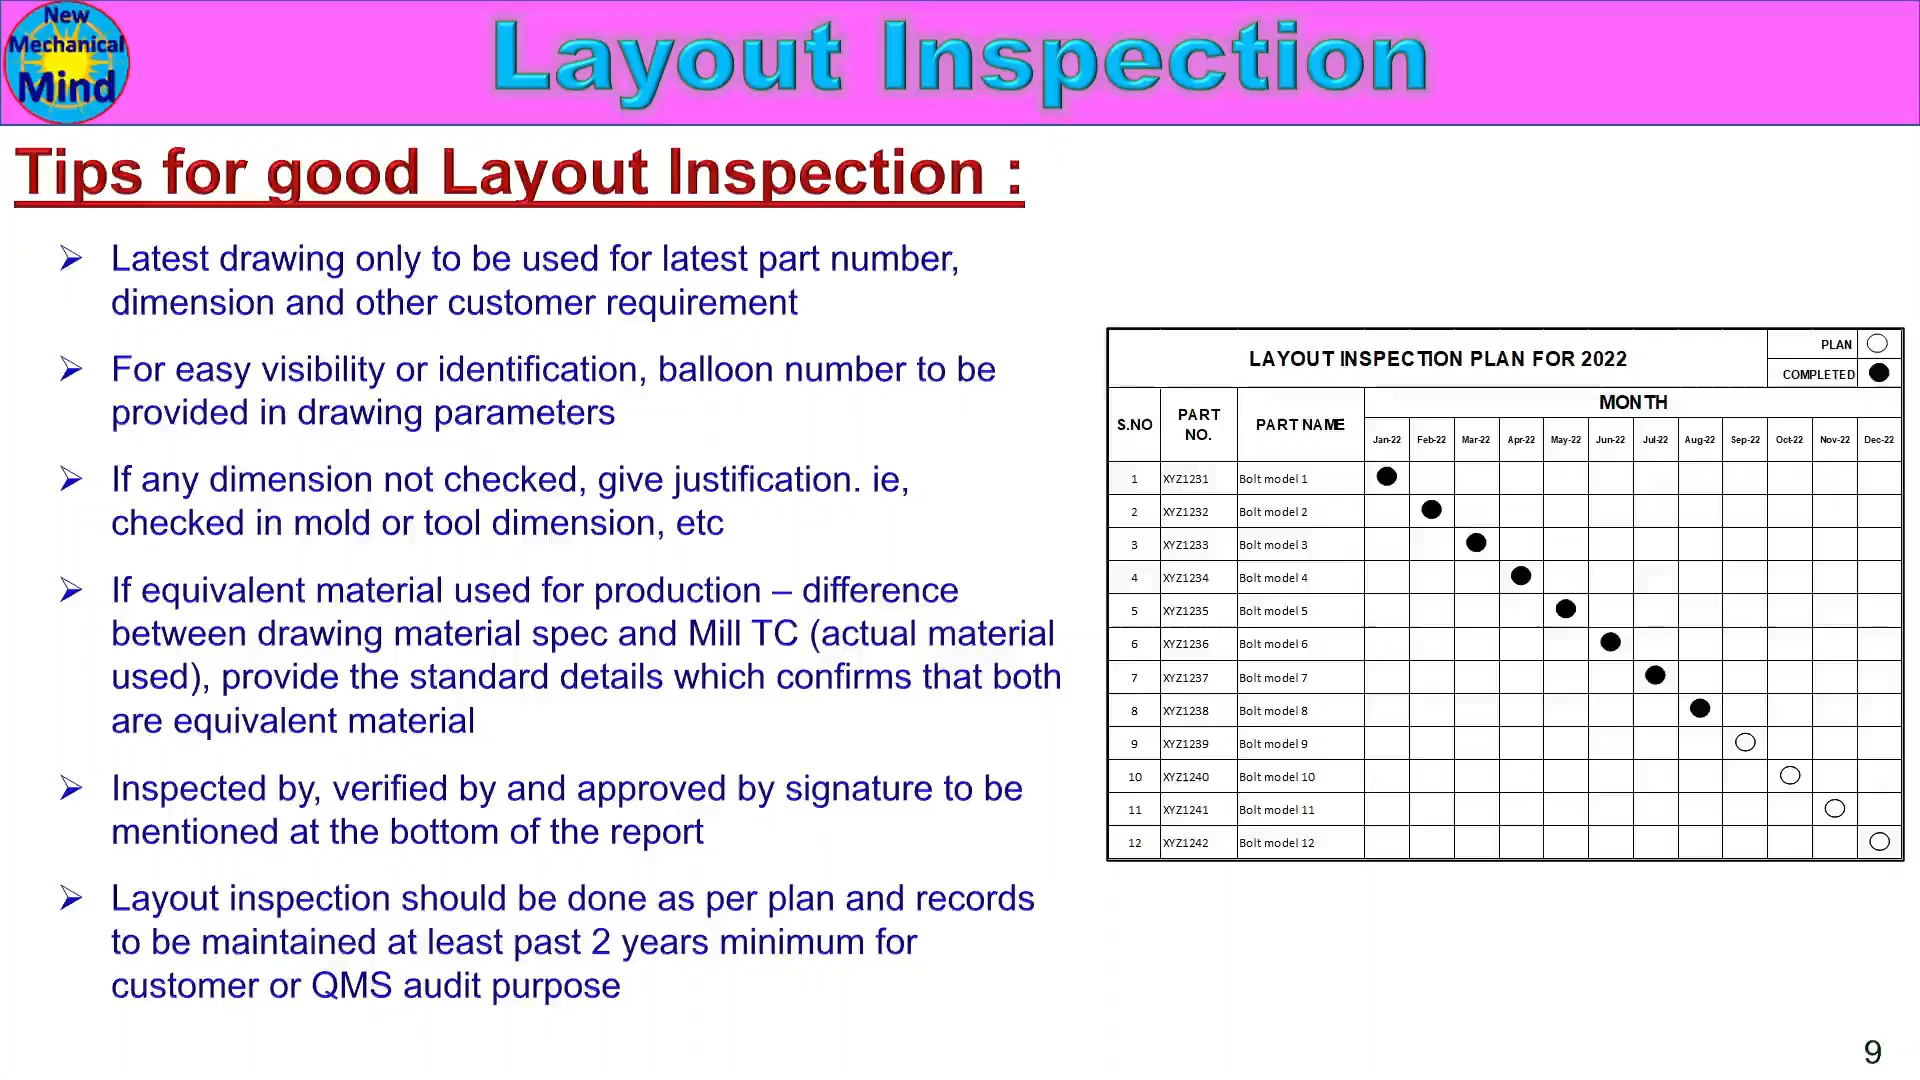 New
Mechanical
Mind
Layout Inspection
Tips for good Layout Inspection :
Latest drawing only to be used for latest part number,
dimension and other customer requirement
For easy visibility or identification, balloon number to be
provided in drawing parameters
If any dimension not checked, give justification. ie,
checked in mold or tool dimension, etc
If equivalent material used for production – difference
between drawing material spec and Mill TC (actual material
used), provide the standard details which confirms that both
are equivalent material
Inspected by, verified by and approved by signature to be
mentioned at the bottom of the report
Layout inspection should be done as per plan and records
to be maintained at least past 2 years minimum for
customer or QMS audit purpose
LAYOUT INSPECTION PLAN FOR 2022
PLAN
COMPLETED
S.NO PART NO. PART NAME MONTH
Jan-22 Feb-22 Mar-22 Apr-22 May-22 Jun-22 Jul-22 Aug-22 Sep-22 Oct-22 Nov-22 Dec-22
1 XYZ1231 Bolt model 1
2 XYZ1232 Bolt model 2
3 XYZ1233 Bolt model 3
4 XYZ1234 Bolt model 4
5 XYZ1235 Bolt model 5
6 XYZ1236 Bolt model 6
7 XYZ1237 Bolt model 7
8 XYZ1238 Bolt model 8
9 XYZ1239 Bolt model 9
10 XYZ1240 Bolt model 10
11 XYZ1241 Bolt model 11
12 XYZ1242 Bolt model 12
9